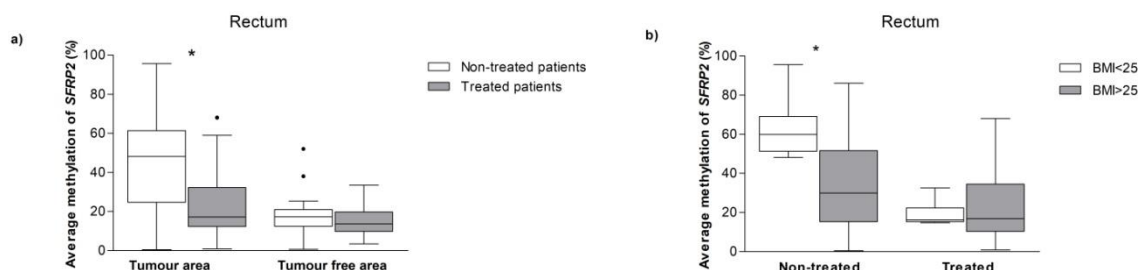 Rectum
a)
*
Average methylation of SFRP2 (%)
100
80
60
40
20
0
Tumour area
Tumour free area
Non-treated patients
Treated patients
Rectum
b)
*
Average methylation of SFRP2 (%)
100
80
60
40
20
0
Non-treated
Treated
BMI<25
BMI>25